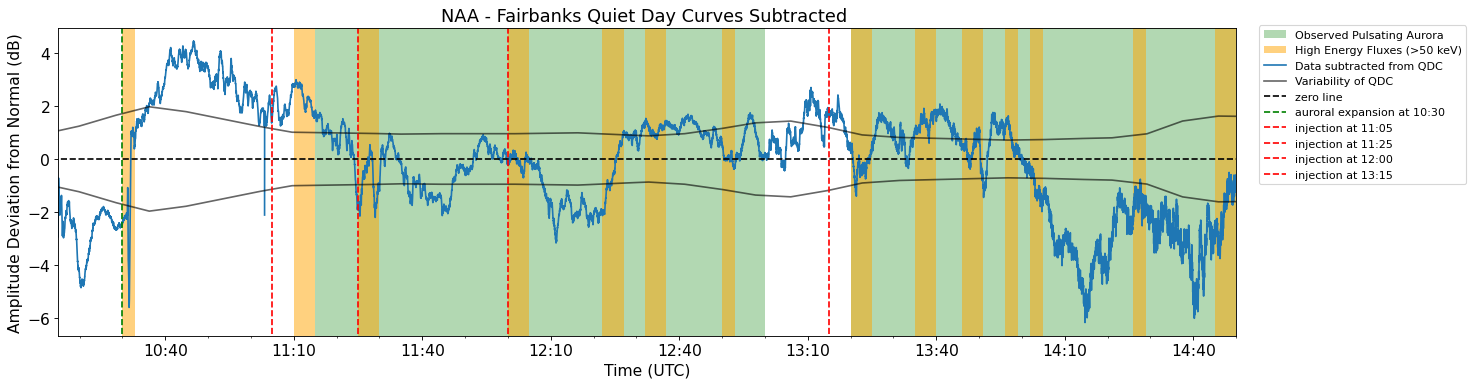 NAA - Fairbanks Quiet Day Curves Subtracted
Amplitude Deviation from Normal (dB)
4
2
0
−2
−4
−6
10:40 11:10 11:40 12:10 12:40 13:10 13:40 14:10 14:40
Time (UTC)
Observed Pulsating Aurora
High Energy Fluxes (>50 keV)
Data subtracted from QDC
Variability of QDC
zero line
auroral expansion at 10:30
injection at 11:05
injection at 11:25
injection at 12:00
injection at 13:15